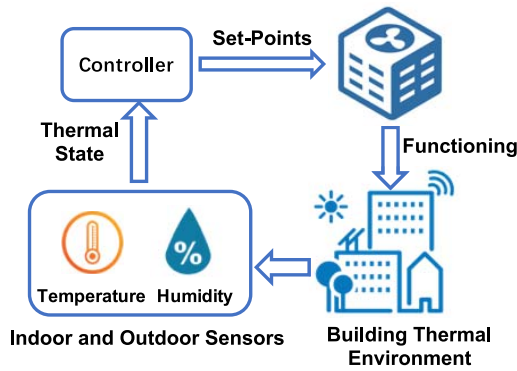 Set-Points
Controller
Thermal
State
Functioning
%
Temperature Humidity
Indoor and Outdoor Sensors
Building Thermal
Environment